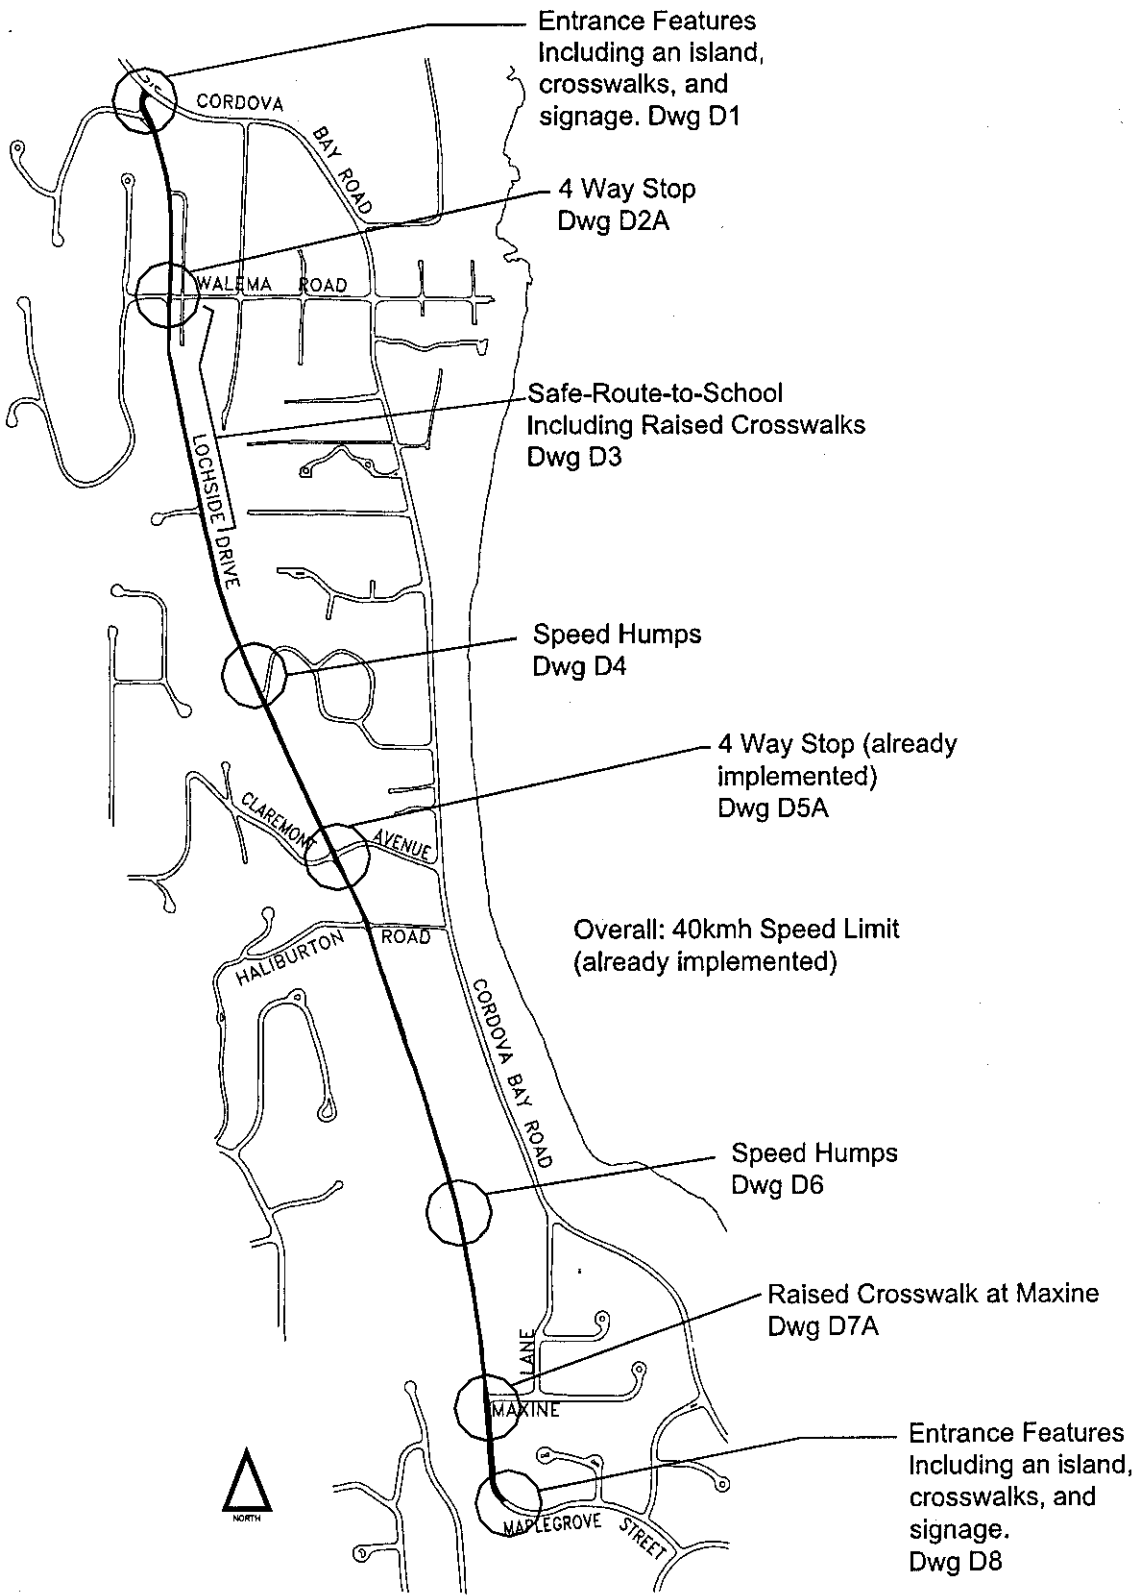 Entrance Features
Including an island,
crosswalks, and
signage. Dwg D1
CORDOVA
BAY ROAD
4 Way Stop
Dwg D2A
WALEMA ROAD
Safe-Route-to-School
Including Raised Crosswalks
Dwg D3
LOCHSIDE DRIVE
Speed Humps
Dwg D4
4 Way Stop (already
implemented)
Dwg D5A
CLAREMONT AVENUE
HALIBURTON ROAD
Overall: 40kmh Speed Limit
(already implemented)
CORDOVA BAY ROAD
Speed Humps
Dwg D6
Raised Crosswalk at Maxine
Dwg D7A
LANE
MAXINE
Entrance Features
Including an island,
crosswalks, and
signage.
Dwg D8
MAPLEGROVE STREET
NORTH